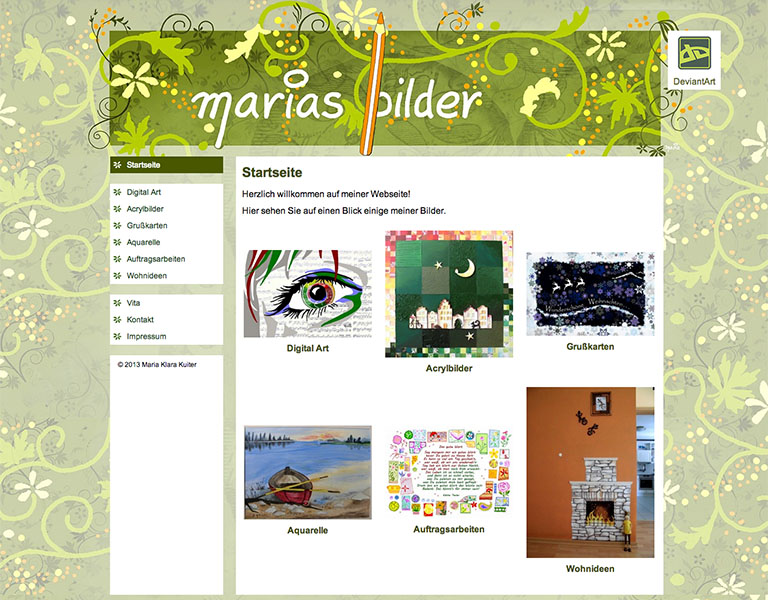 marias bilder
DeviantArt
Startseite
Digital Art
Acrylbilder
Grußkarten
Aquarelle
Auftragsarbeiten
Wohnideen
Vita
Kontakt
Impressum
© 2013 Maria Klara Kuiter
Startseite
Herzlich willkommen auf meiner Webseite!
Hier sehen Sie auf einen Blick einige meiner Bilder.
Digital Art
Acrylbilder
Weihnachten
Grußkarten
Aquarelle
Auftragsarbeiten
Wohnideen